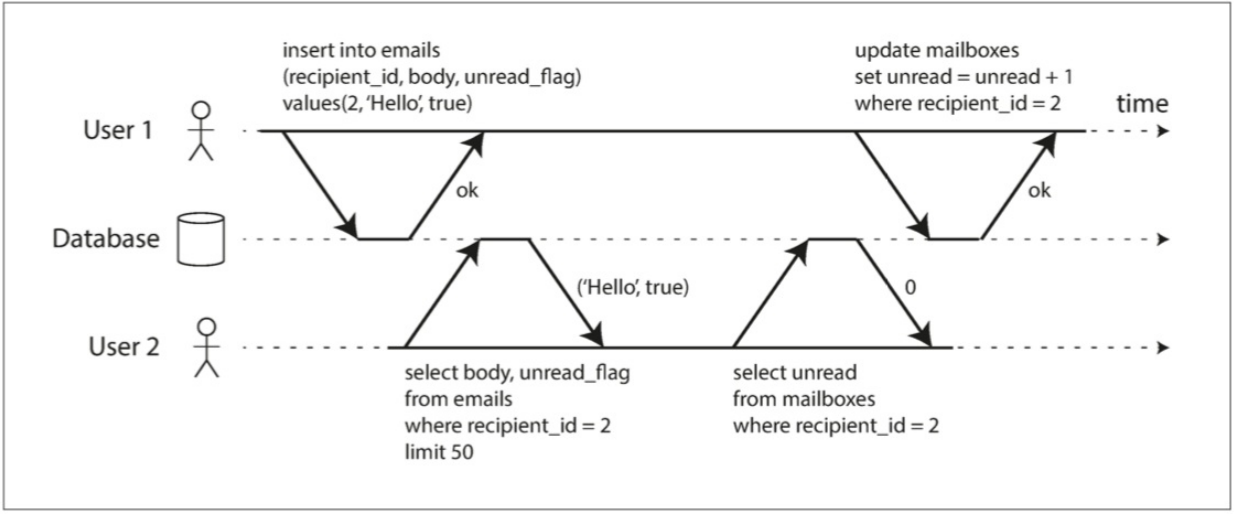 insert into emails
(recipient_id, body, unread_flag)
values(2, ‘Hello’, true)
update mailboxes
set unread = unread + 1
where recipient_id = 2
time
User 1
ok
ok
Database
(‘Hello’, true)
0
User 2
select body, unread_flag
from emails
where recipient_id = 2
limit 50
select unread
from mailboxes
where recipient_id = 2